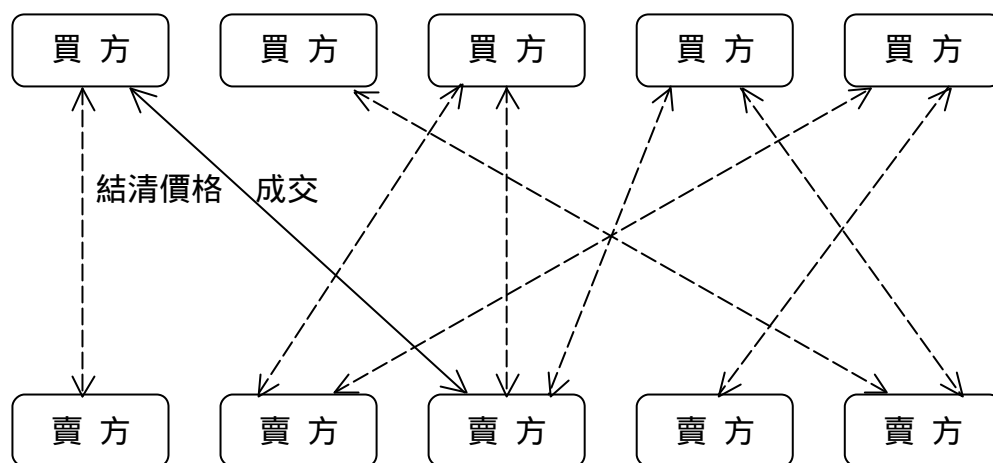 買 方 買 方 買 方 買 方 買 方
結清價格 成交
賣 方 賣 方 賣 方 賣 方 賣 方